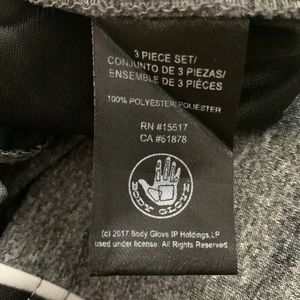 3 PIECE SET/
CONJUNTO DE 3 PIEZAS/
ENSEMBLE DE 3 PIÈCES
100% POLYESTER/ POLIÉSTER
RN #15517
CA #61878
BODY GLOVE
(c) 2017 Body Glove IP Holdings,LP
used under license. All Rights Reserved.